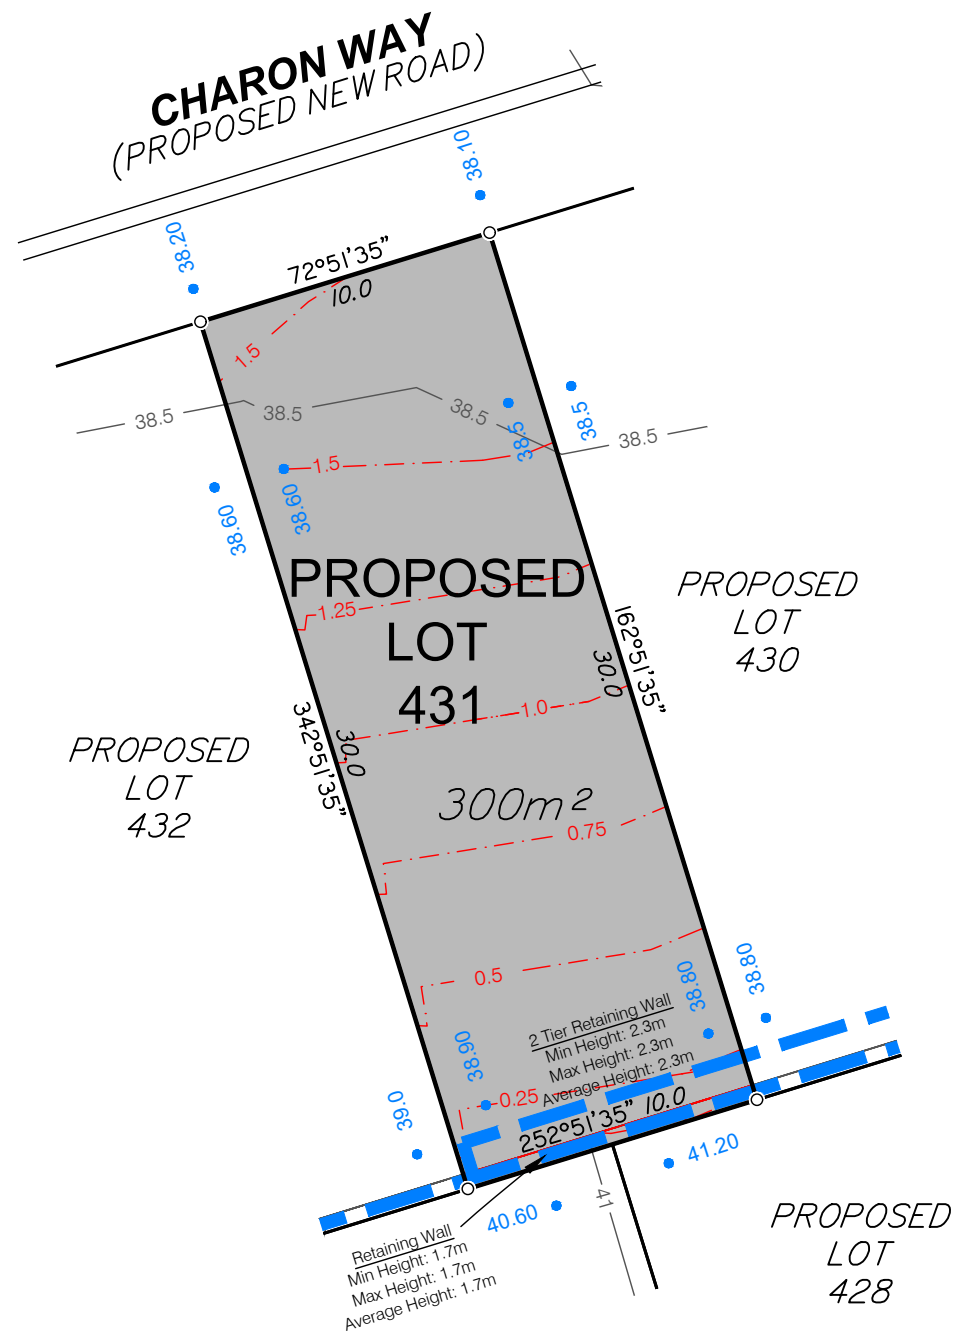 CHARON WAY
(PROPOSED NEW ROAD)
38.10
38.20
72°51'35"
10.0
1.5
38.5
38.5
38.5
38.5
38.5
38.5
1.5
38.60
38.60
PROPOSED
LOT
431
1.25
162°51'35"
30.0
PROPOSED
LOT
430
1.0
342°51'35"
30.0
PROPOSED
LOT
432
300m²
0.75
0.5
38.80
38.80
2 Tier Retaining Wall
Min Height: 2.3m
Max Height: 2.3m
Average Height: 2.3m
38.90
39.0
0.25
252°51'35" 10.0
41.20
40.60
41
Retaining Wall
Min Height: 1.7m
Max Height: 1.7m
Average Height: 1.7m
PROPOSED
LOT
428